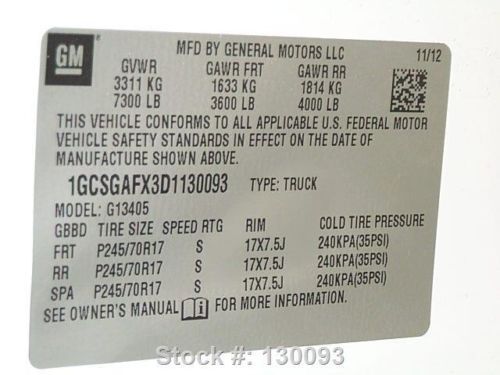 GM
MFD BY GENERAL MOTORS LLC
11/12
GVWR GAWR FRT GAWR RR
3311 KG 1633 KG 1814 KG
7300 LB 3600 LB 4000 LB
THIS VEHICLE CONFORMS TO ALL APPLICABLE U.S. FEDERAL MOTOR
VEHICLE SAFETY STANDARDS IN EFFECT ON THE DATE OF
MANUFACTURE SHOWN ABOVE.
1GCSGAFX3D1130093 TYPE: TRUCK
MODEL: G13405
GBBD TIRE SIZE SPEED RTG RIM COLD TIRE PRESSURE
FRT P245/70R17 S 17X7.5J 240KPA(35PSI)
RR P245/70R17 S 17X7.5J 240KPA(35PSI)
SPA P245/70R17 S 17X7.5J 240KPA(35PSI)
SEE OWNER'S MANUAL i FOR MORE INFORMATION.
Stock #: 130093